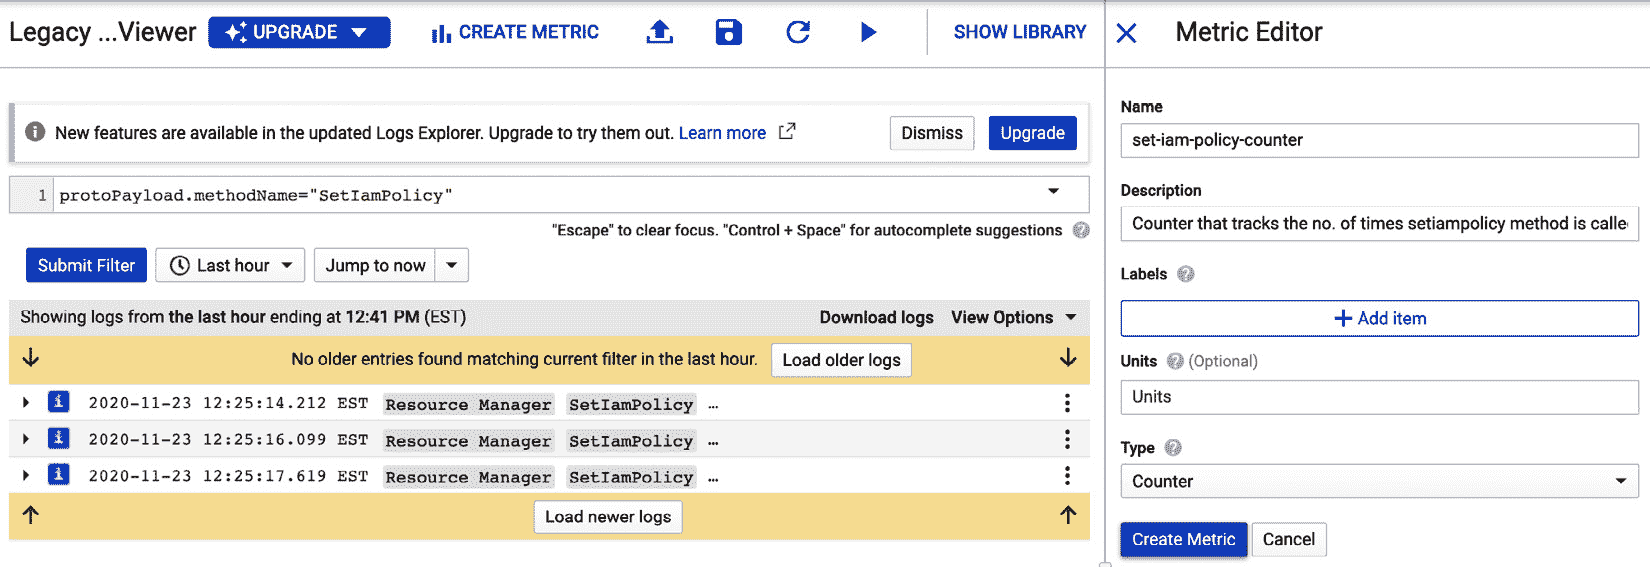 Legacy ...Viewer UPGRADE CREATE METRIC SHOW LIBRARY
New features are available in the updated Logs Explorer. Upgrade to try them out. Learn more Dismiss Upgrade
1 protoPayload.methodName="SetIamPolicy"
"Escape" to clear focus. "Control + Space" for autocomplete suggestions
Submit Filter Last hour Jump to now
Showing logs from the last hour ending at 12:41 PM (EST) Download logs View Options
No older entries found matching current filter in the last hour. Load older logs
2020-11-23 12:25:14.212 EST Resource Manager SetIamPolicy …
2020-11-23 12:25:16.099 EST Resource Manager SetIamPolicy …
2020-11-23 12:25:17.619 EST Resource Manager SetIamPolicy …
Load newer logs
Metric Editor
Name
set-iam-policy-counter
Description
Counter that tracks the no. of times setiampolicy method is calle
Labels
Add item
Units (Optional)
Units
Type
Counter
Create Metric Cancel